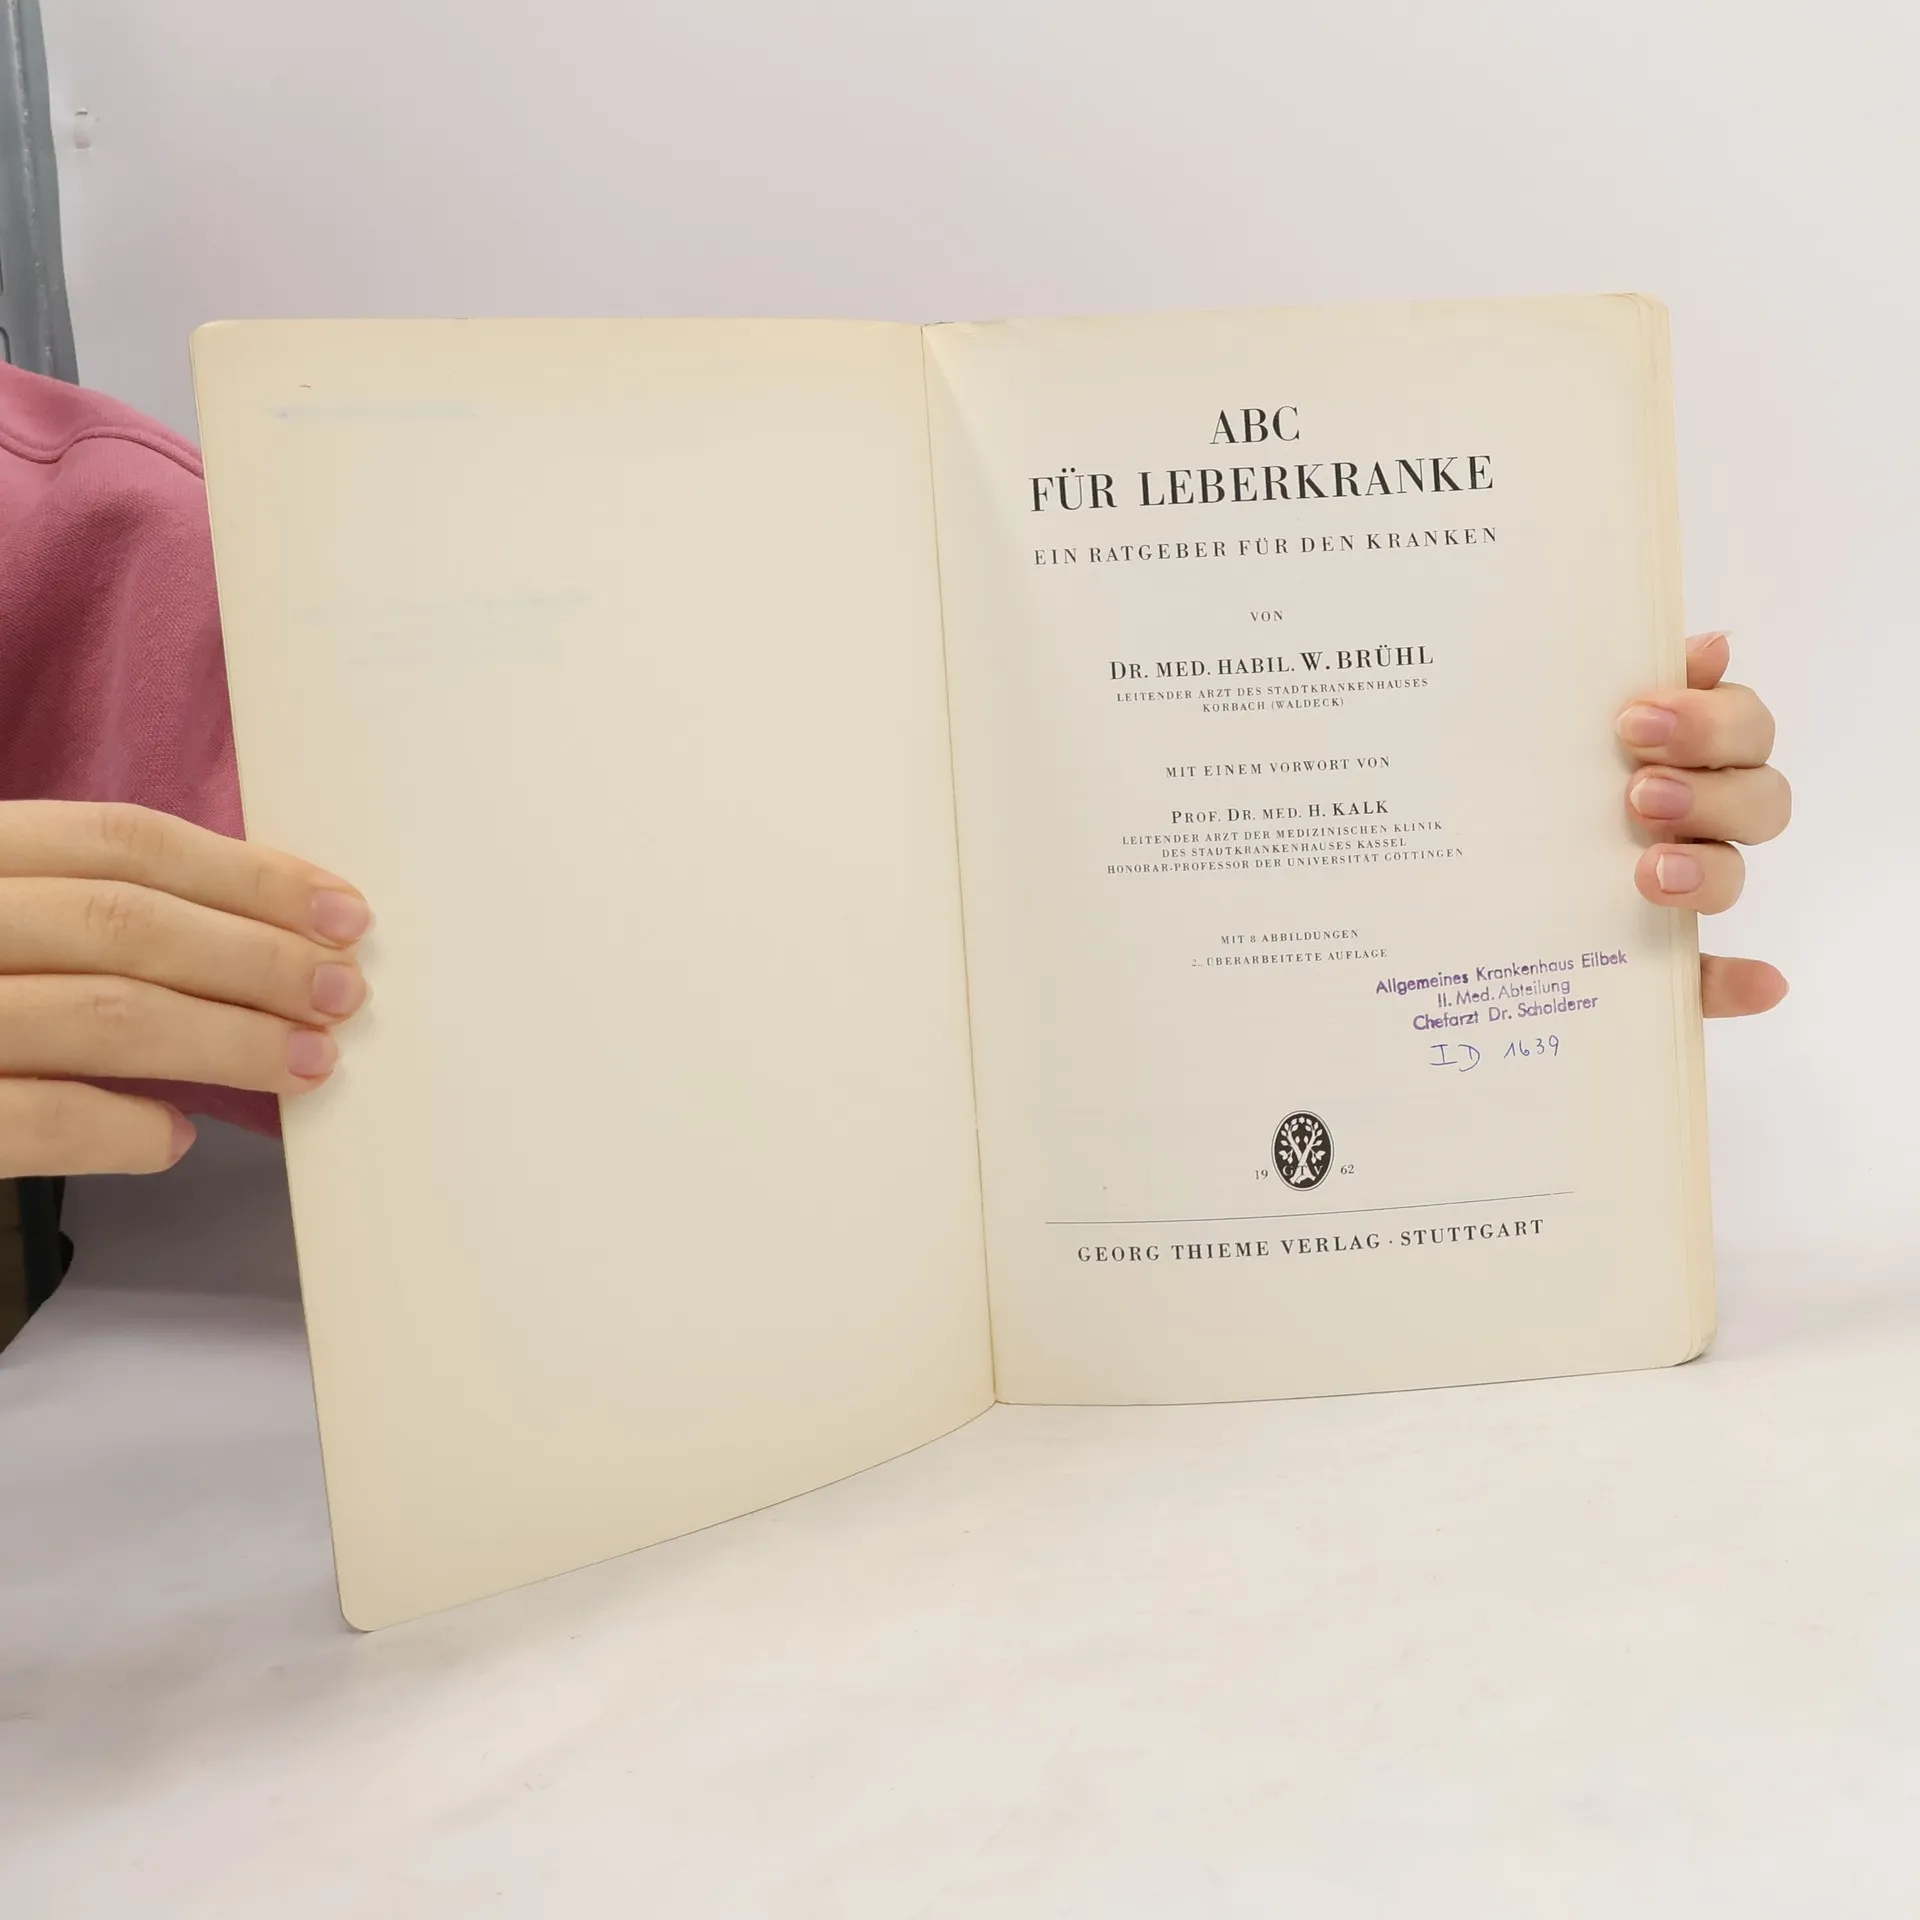 ABC
FÜR LEBERKRANKE
EIN RATGEBER FÜR DEN KRANKEN
VON
DR. MED. HABIL. W. BRÜHL
LEITENDER ARZT DES STADTKRANKENHAUSES
KORBACH (WALDECK)
MIT EINEM VORWORT VON
PROF. DR. MED. H. KALK
LEITENDER ARZT DER MEDIZINISCHEN KLINIK
DES STADTKRANKENHAUSES KASSEL
HONORAR-PROFESSOR DER UNIVERSITÄT GÖTTINGEN
MIT 8 ABBILDUNGEN
2., ÜBERARBEITETE AUFLAGE
Allgemeines Krankenhaus Eilbek
II. Med. Abteilung
Chefarzt Dr. Scholderer
ID 1639
19 GTV 62
GEORG THIEME VERLAG · STUTTGART